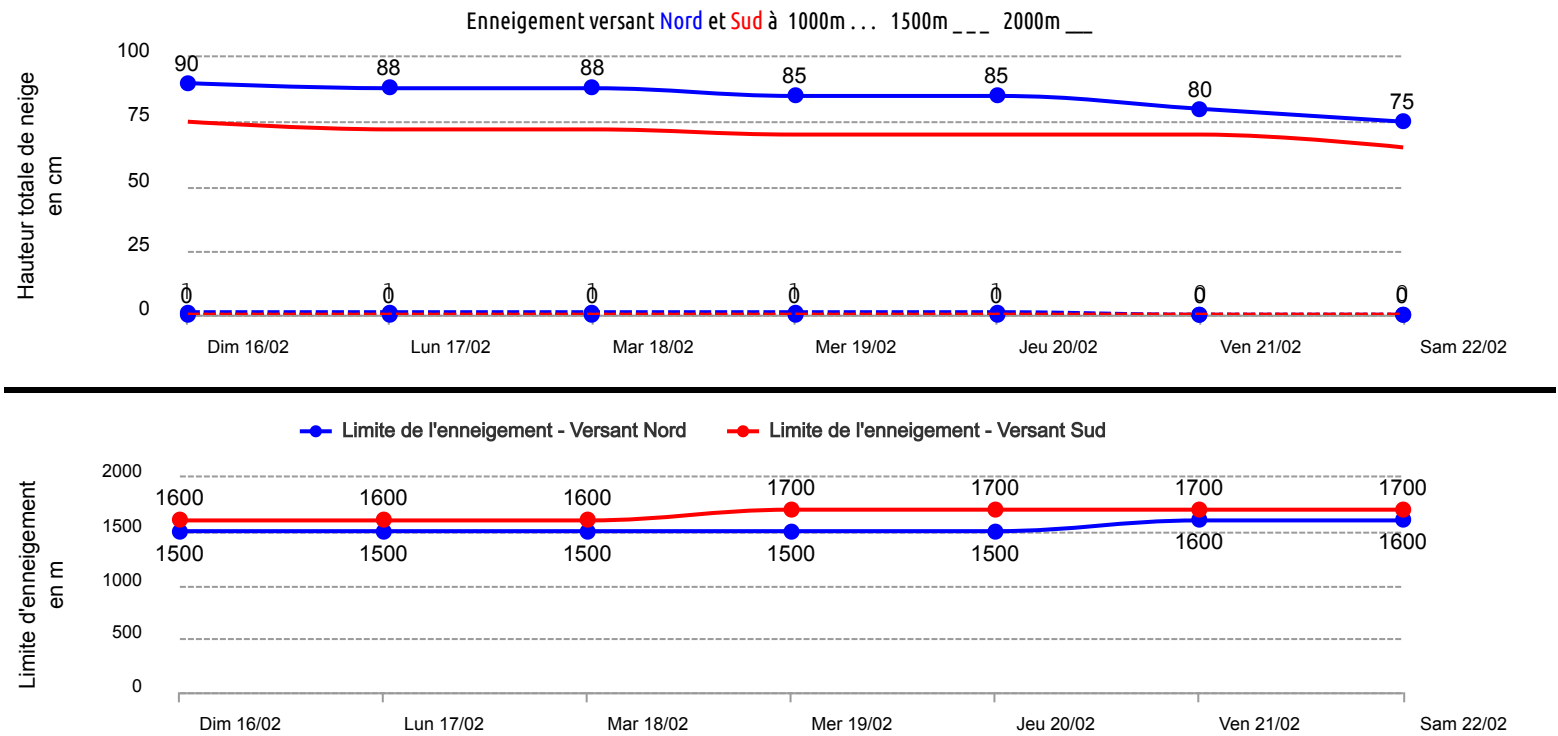 Enneigement versant Nord et Sud à 1000m . . . 1500m _ _ _ 2000m __
Hauteur totale de neige
en cm
100
75
50
25
0
90 88 88 85 85 80 75
0 0 0 0 0 0 0
Dim 16/02 Lun 17/02 Mar 18/02 Mer 19/02 Jeu 20/02 Ven 21/02 Sam 22/02
Limite de l'enneigement - Versant Nord Limite de l'enneigement - Versant Sud
Limite d'enneigement
en m
2000
1500
1000
500
0
1600 1600 1600 1700 1700 1700 1700
1500 1500 1500 1500 1500 1600 1600
Dim 16/02 Lun 17/02 Mar 18/02 Mer 19/02 Jeu 20/02 Ven 21/02 Sam 22/02